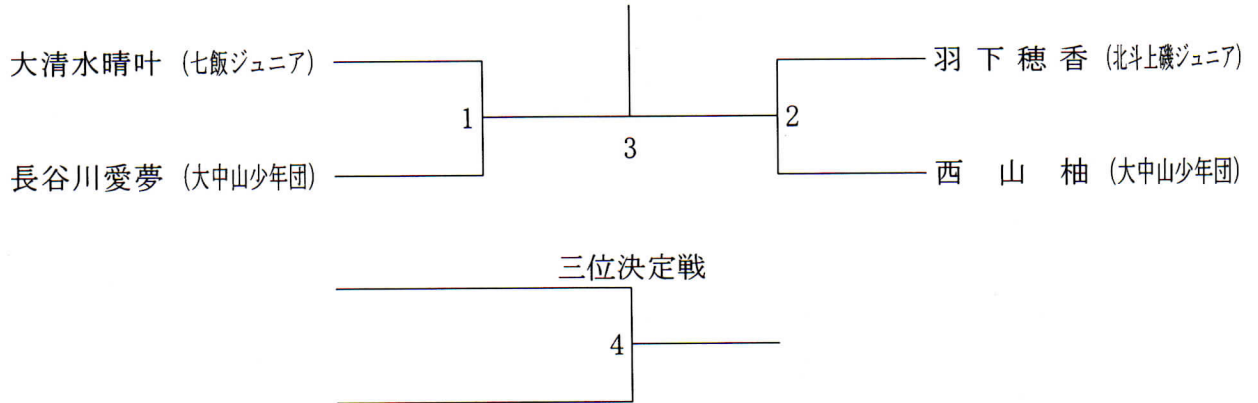 大清水晴叶 (七飯ジュニア)
羽下穂香 (北斗上磯ジュニア)
1
2
3
長谷川愛夢 (大中山少年団)
西山柚 (大中山少年団)
三位決定戦
4